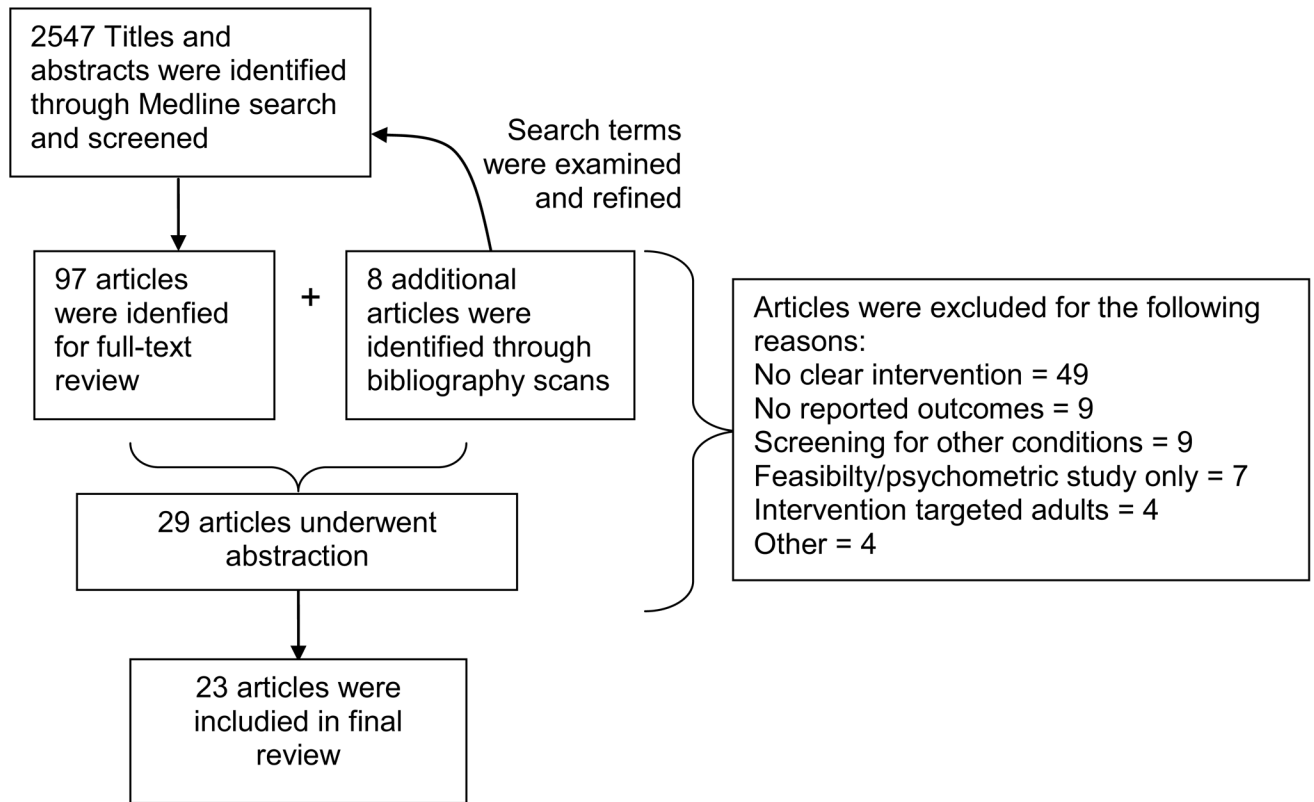 2547 Titles and
abstracts were identified
through Medline search
and screened
Search terms
were examined
and refined
97 articles
were idenfied
for full-text
review
+
8 additional
articles were
identified through
bibliography scans
Articles were excluded for the following
reasons:
No clear intervention = 49
No reported outcomes = 9
Screening for other conditions = 9
Feasibilty/psychometric study only = 7
Intervention targeted adults = 4
Other = 4
29 articles underwent
abstraction
23 articles were
includied in final
review